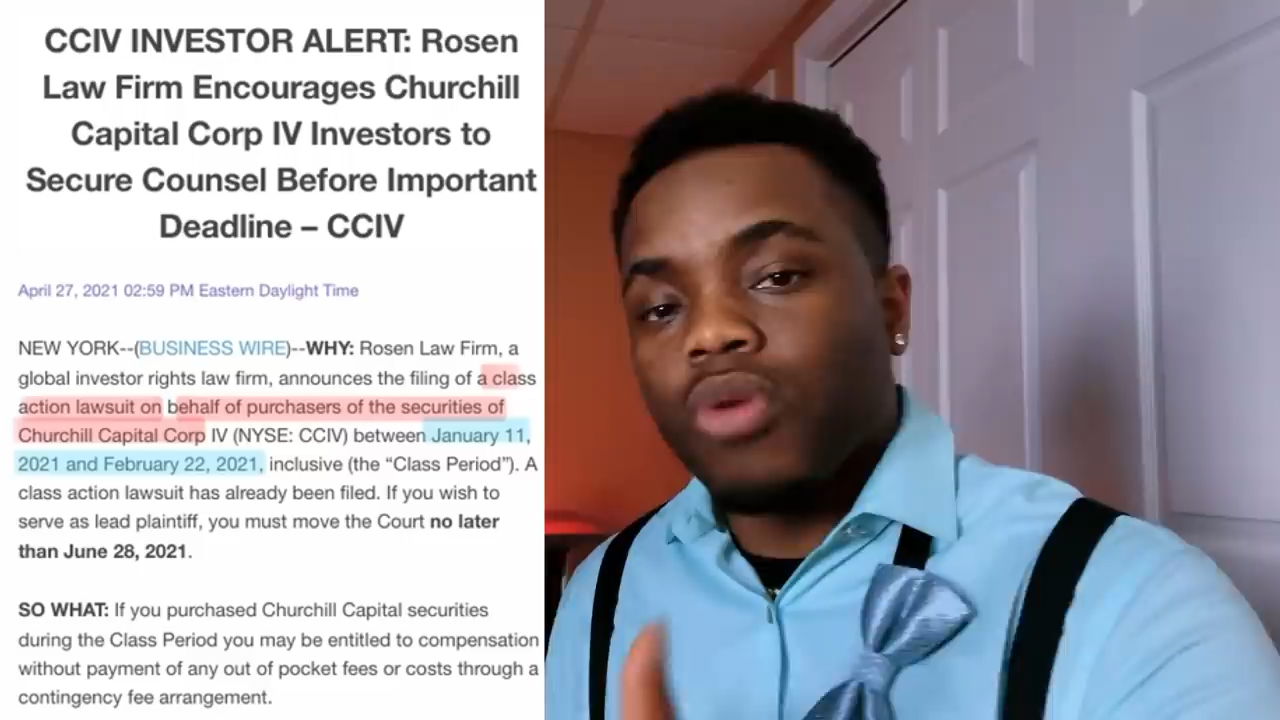 CCIV INVESTOR ALERT: Rosen
Law Firm Encourages Churchill
Capital Corp IV Investors to
Secure Counsel Before Important
Deadline – CCIV
April 27, 2021 02:59 PM Eastern Daylight Time
NEW YORK--(BUSINESS WIRE)--WHY: Rosen Law Firm, a
global investor rights law firm, announces the filing of a class
action lawsuit on behalf of purchasers of the securities of
Churchill Capital Corp IV (NYSE: CCIV) between January 11,
2021 and February 22, 2021, inclusive (the “Class Period”). A
class action lawsuit has already been filed. If you wish to
serve as lead plaintiff, you must move the Court no later
than June 28, 2021.
SO WHAT: If you purchased Churchill Capital securities
during the Class Period you may be entitled to compensation
without payment of any out of pocket fees or costs through a
contingency fee arrangement.